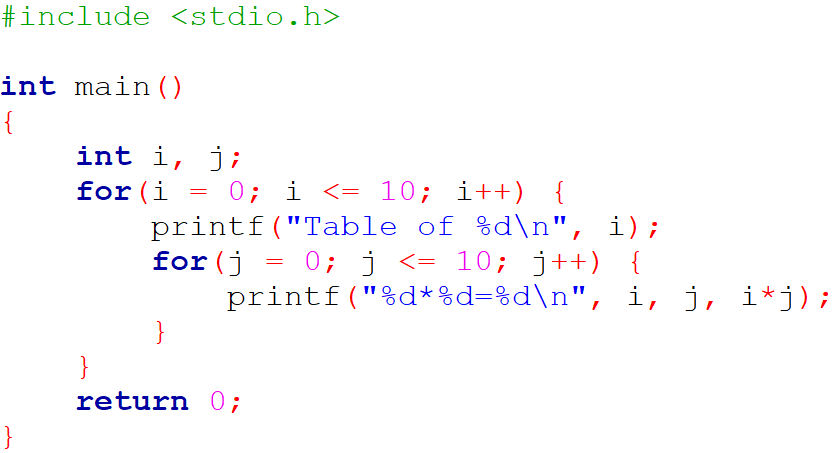 #include <stdio.h>

int main()
{
    int i, j;
    for(i = 0; i <= 10; i++) {
        printf("Table of %d\n", i);
        for(j = 0; j <= 10; j++) {
            printf("%d*%d=%d\n", i, j, i*j);
        }
    }
    return 0;
}